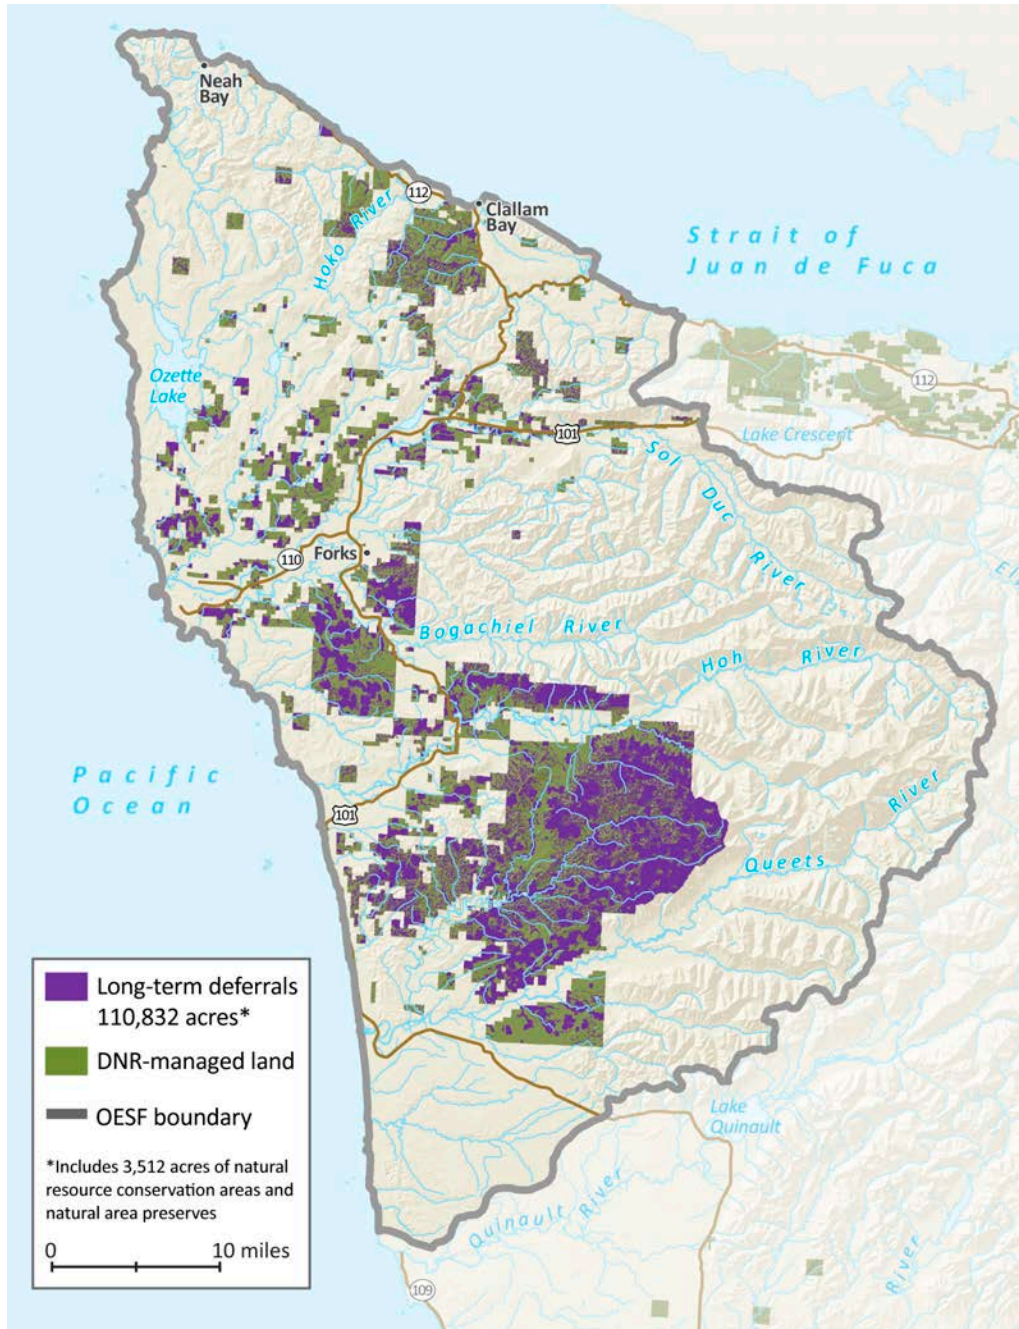 Neah
Bay
112
Clallam
Bay
Hoko River
Strait of
Juan de Fuca
Ozette
Lake
112
101
Lake Crescent
Sol Duc River
110
Forks
Bogachiel River
Hoh River
Pacific
Ocean
101
Queets River
Long-term deferrals
110,832 acres*
DNR-managed land
OESF boundary
*Includes 3,512 acres of natural
resource conservation areas and
natural area preserves
0 10 miles
Lake
Quinault
Quinault River
River
109